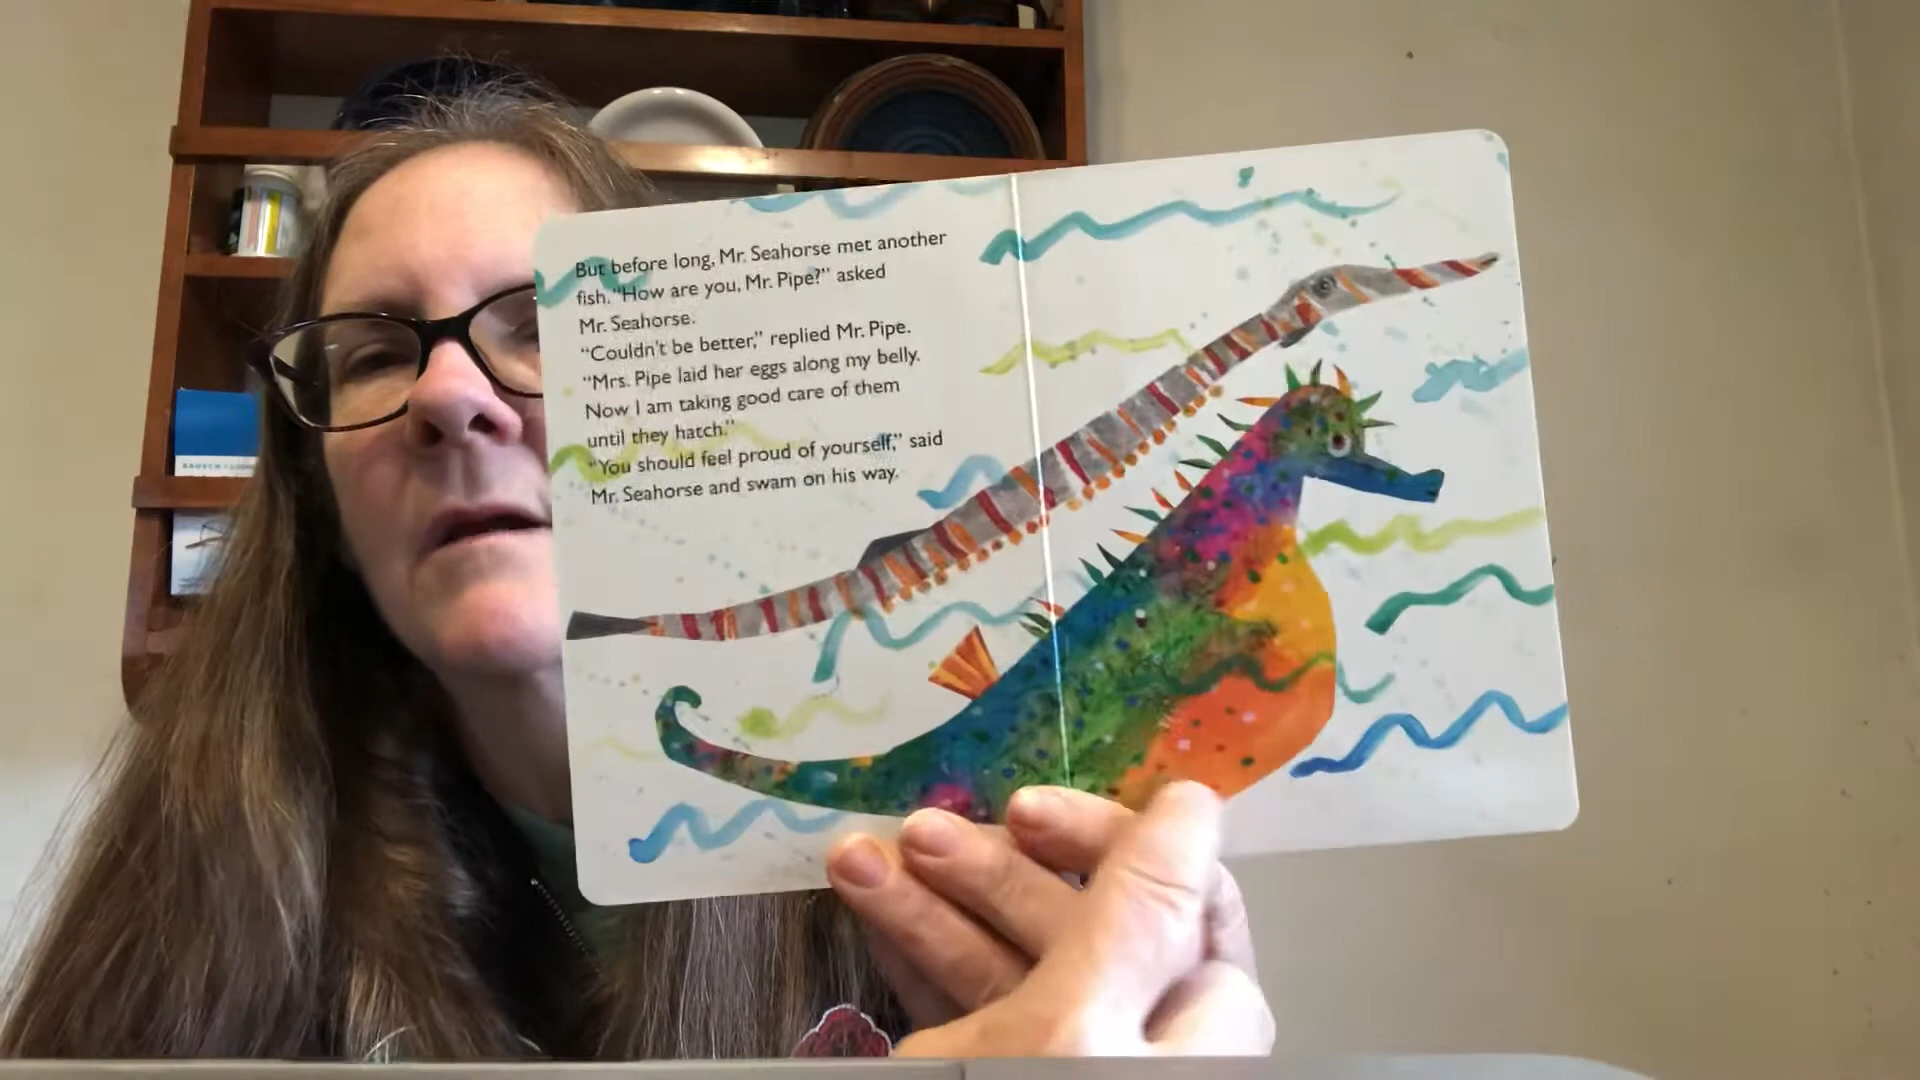 But before long, Mr. Seahorse met another
fish. "How are you, Mr. Pipe?" asked
Mr. Seahorse.
"Couldn't be better," replied Mr. Pipe.
"Mrs. Pipe laid her eggs along my belly.
Now I am taking good care of them
until they hatch."
"You should feel proud of yourself," said
Mr. Seahorse and swam on his way.
BAUSCH + LOMB